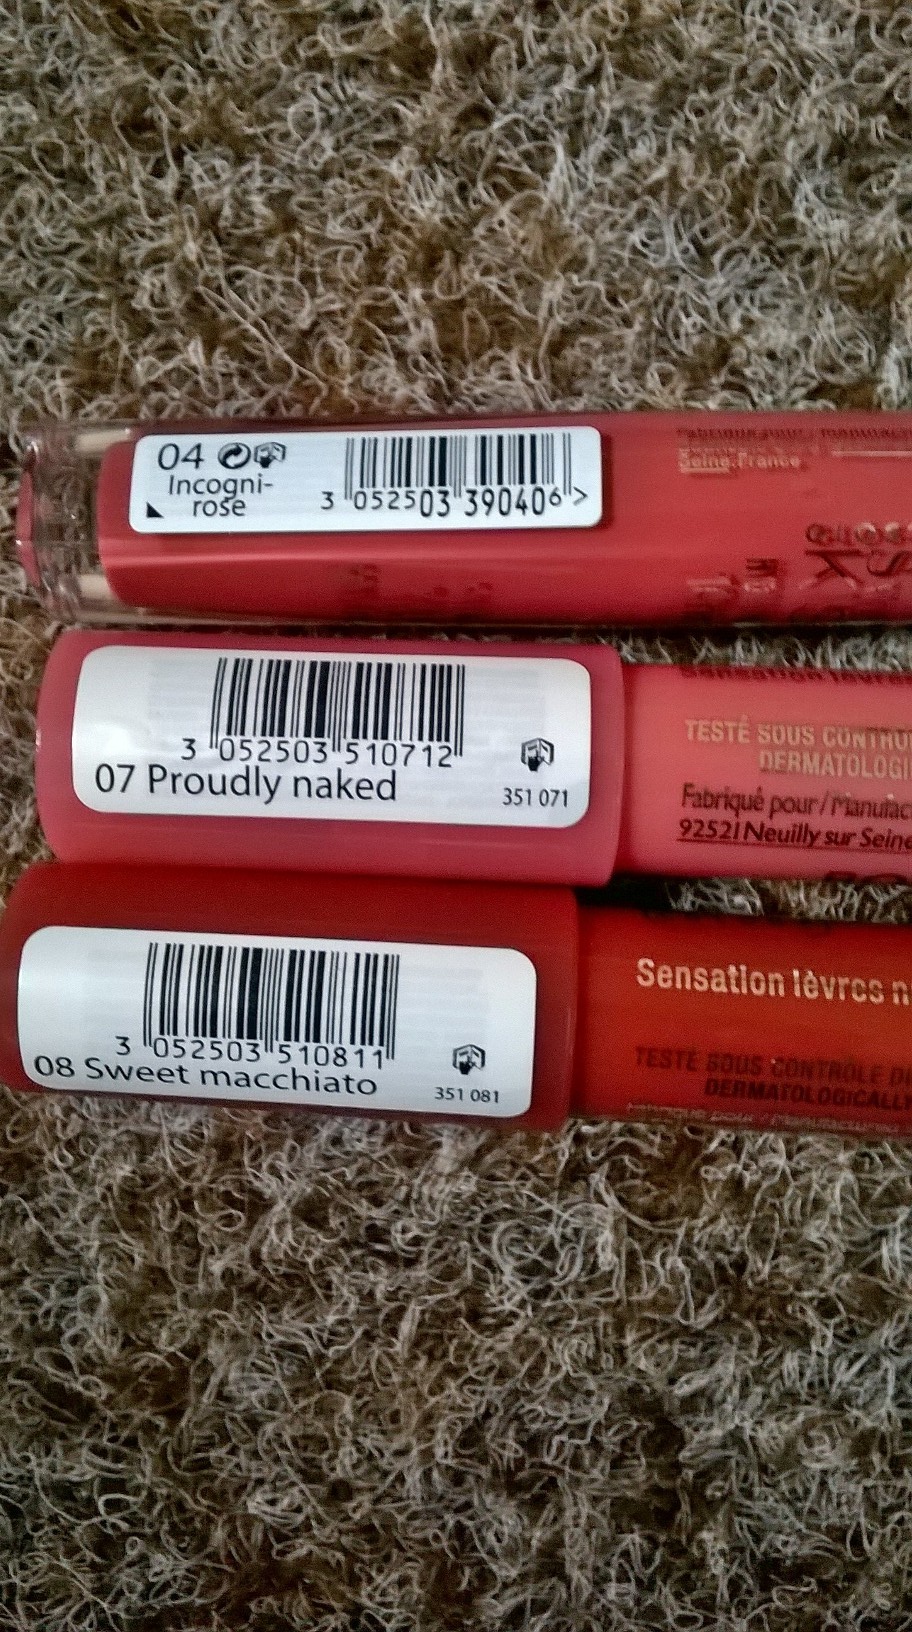 04
Incogni-
rose
3 052503 390406 >
Seine.France
3 052503 510712
07 Proudly naked
351 071
TESTÉ SOUS
DERMATOLOGI
Fabriqué pour / Manufac
92521 Neuilly sur Seine
3 052503 510811
08 Sweet macchiato
351 081
Sensation lèvres n
TESTÉ SOUS CONTRÔLE D
DERMATOLOGICALLY